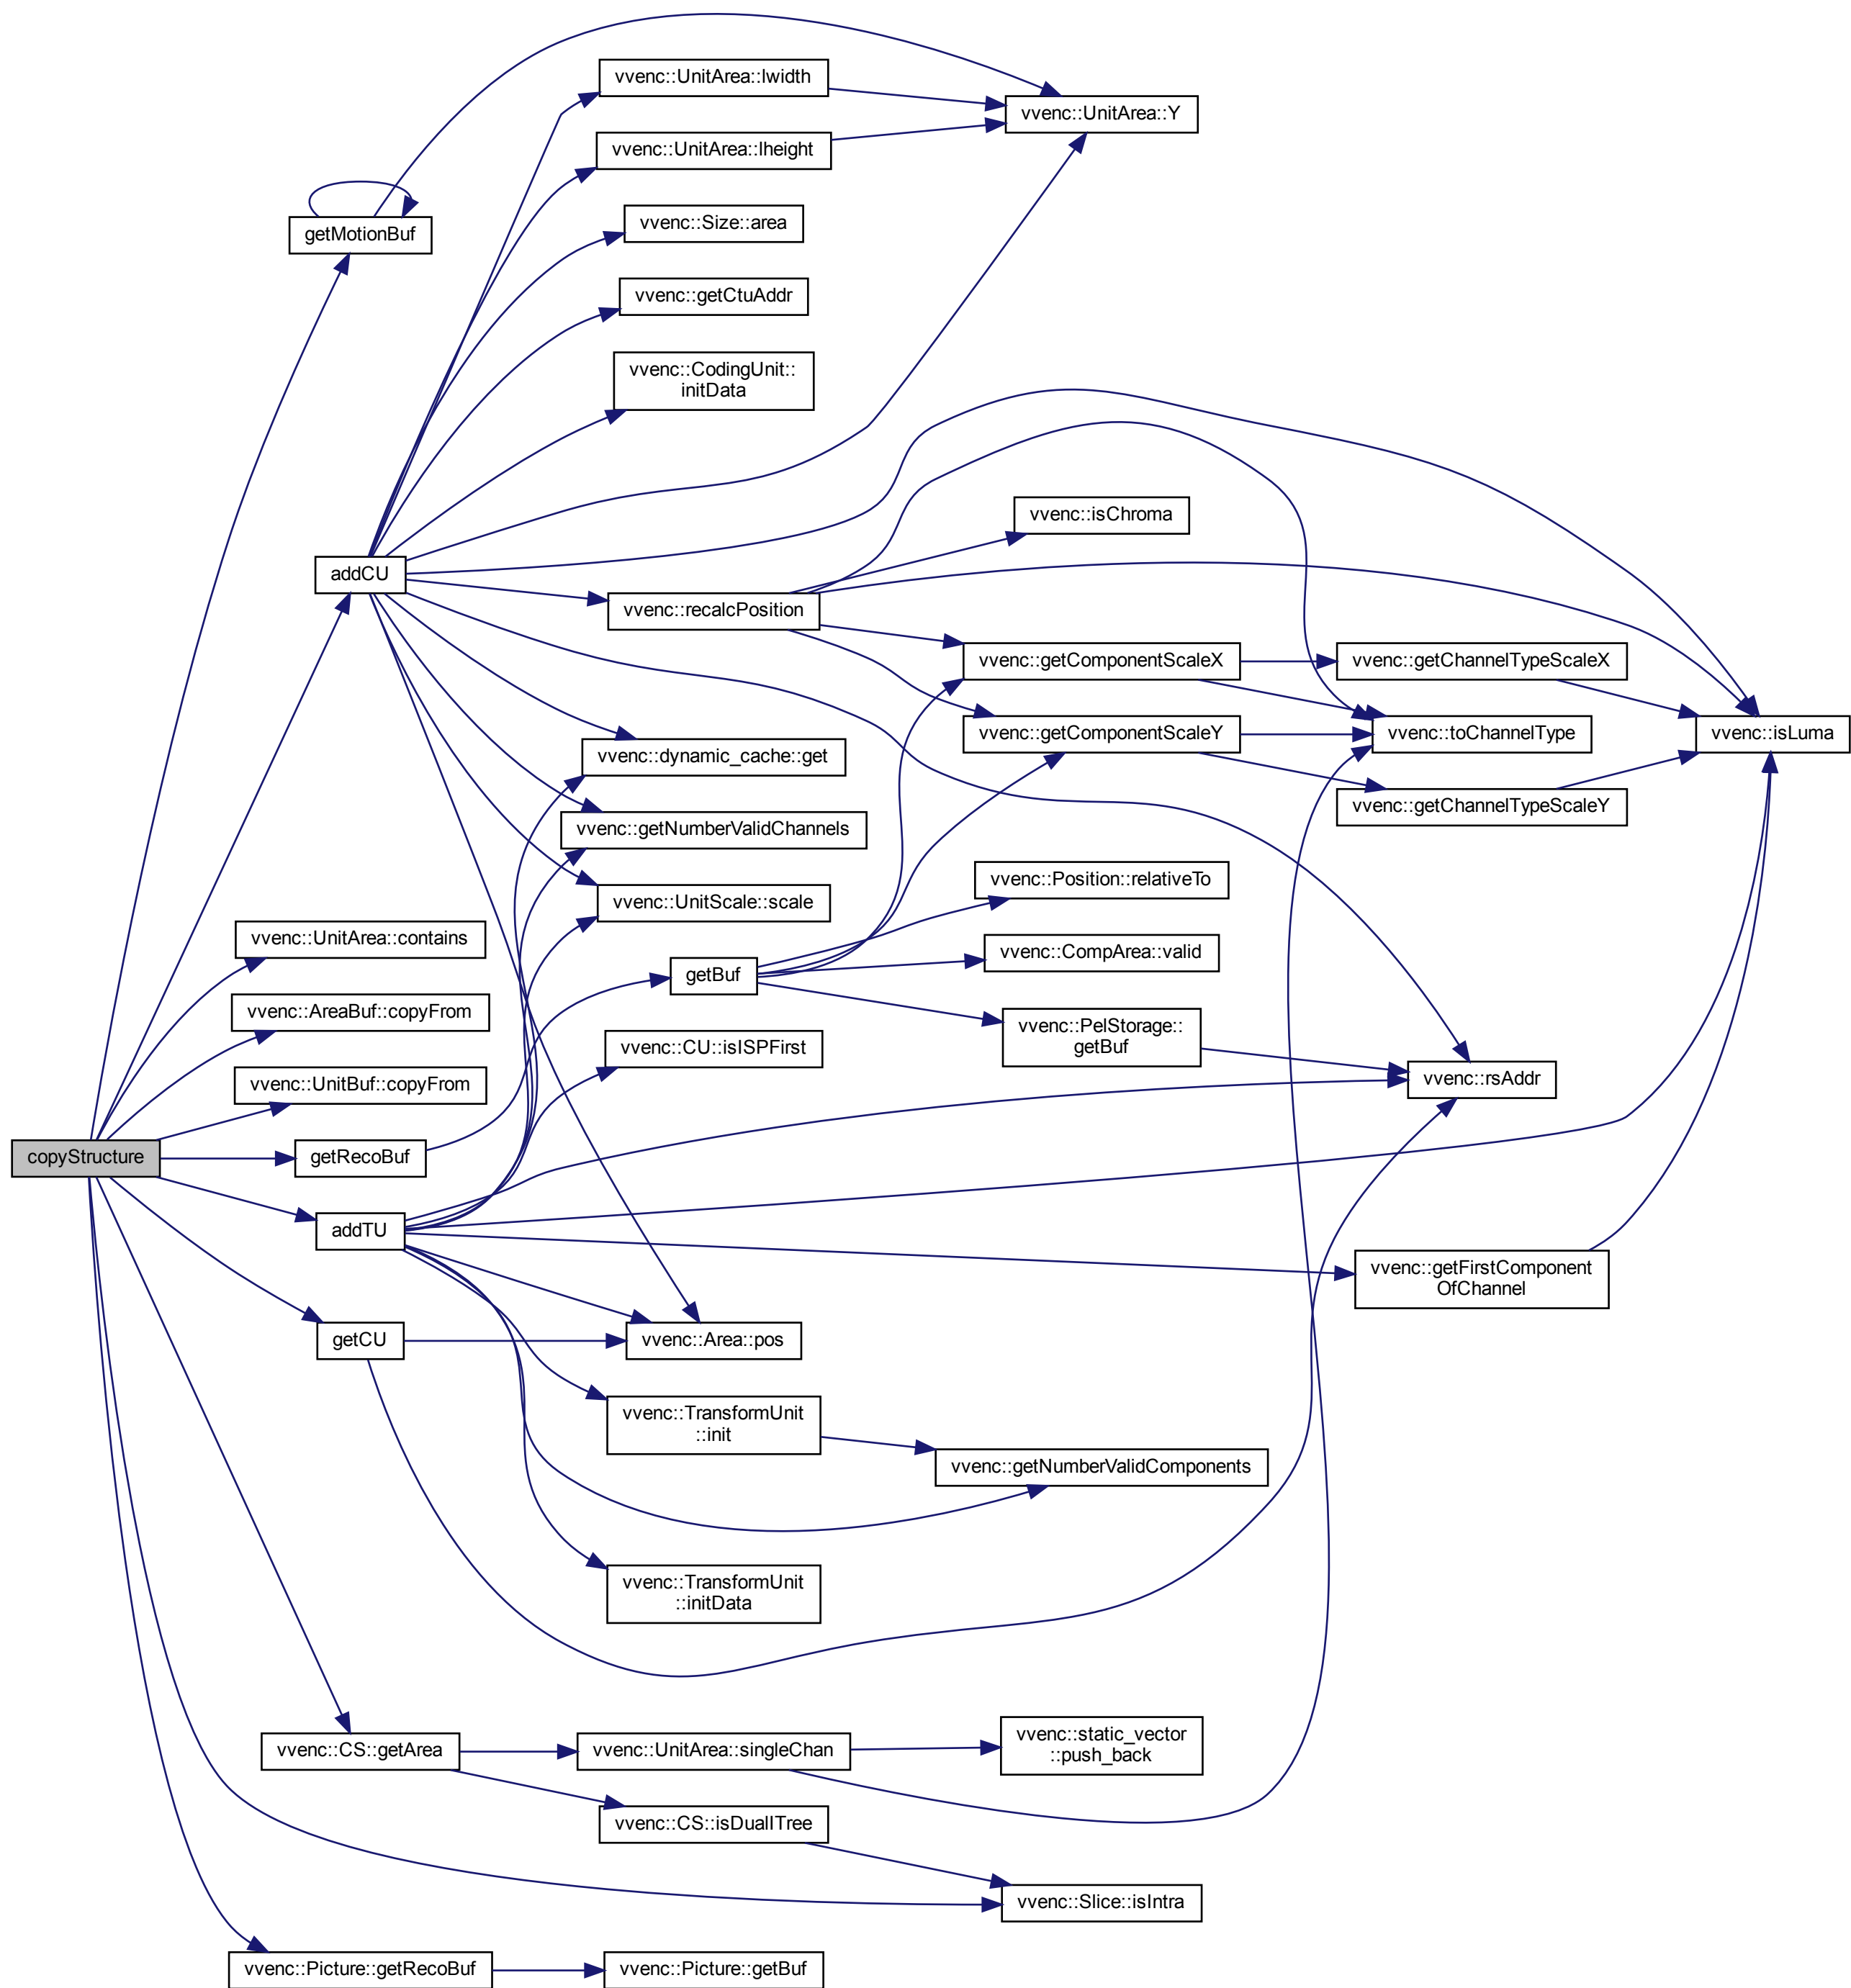 vvenc::UnitArea::lwidth
vvenc::UnitArea::Y
vvenc::UnitArea::lheight
vvenc::Size::area
getMotionBuf
vvenc::getCtuAddr
vvenc::CodingUnit::
initData
vvenc::isChroma
addCU
vvenc::recalcPosition
vvenc::getComponentScaleX
vvenc::getChannelTypeScaleX
vvenc::getComponentScaleY
vvenc::toChannelType
vvenc::isLuma
vvenc::dynamic_cache::get
vvenc::getChannelTypeScaleY
vvenc::getNumberValidChannels
vvenc::Position::relativeTo
vvenc::UnitScale::scale
vvenc::UnitArea::contains
vvenc::CompArea::valid
getBuf
vvenc::AreaBuf::copyFrom
vvenc::PelStorage::
getBuf
vvenc::CU::isISPFirst
vvenc::UnitBuf::copyFrom
vvenc::rsAddr
copyStructure
getRecoBuf
addTU
vvenc::getFirstComponent
OfChannel
getCU
vvenc::Area::pos
vvenc::TransformUnit
::init
vvenc::getNumberValidComponents
vvenc::TransformUnit
::initData
vvenc::CS::getArea
vvenc::UnitArea::singleChan
vvenc::static_vector
::push_back
vvenc::CS::isDualITree
vvenc::Slice::isIntra
vvenc::Picture::getRecoBuf
vvenc::Picture::getBuf